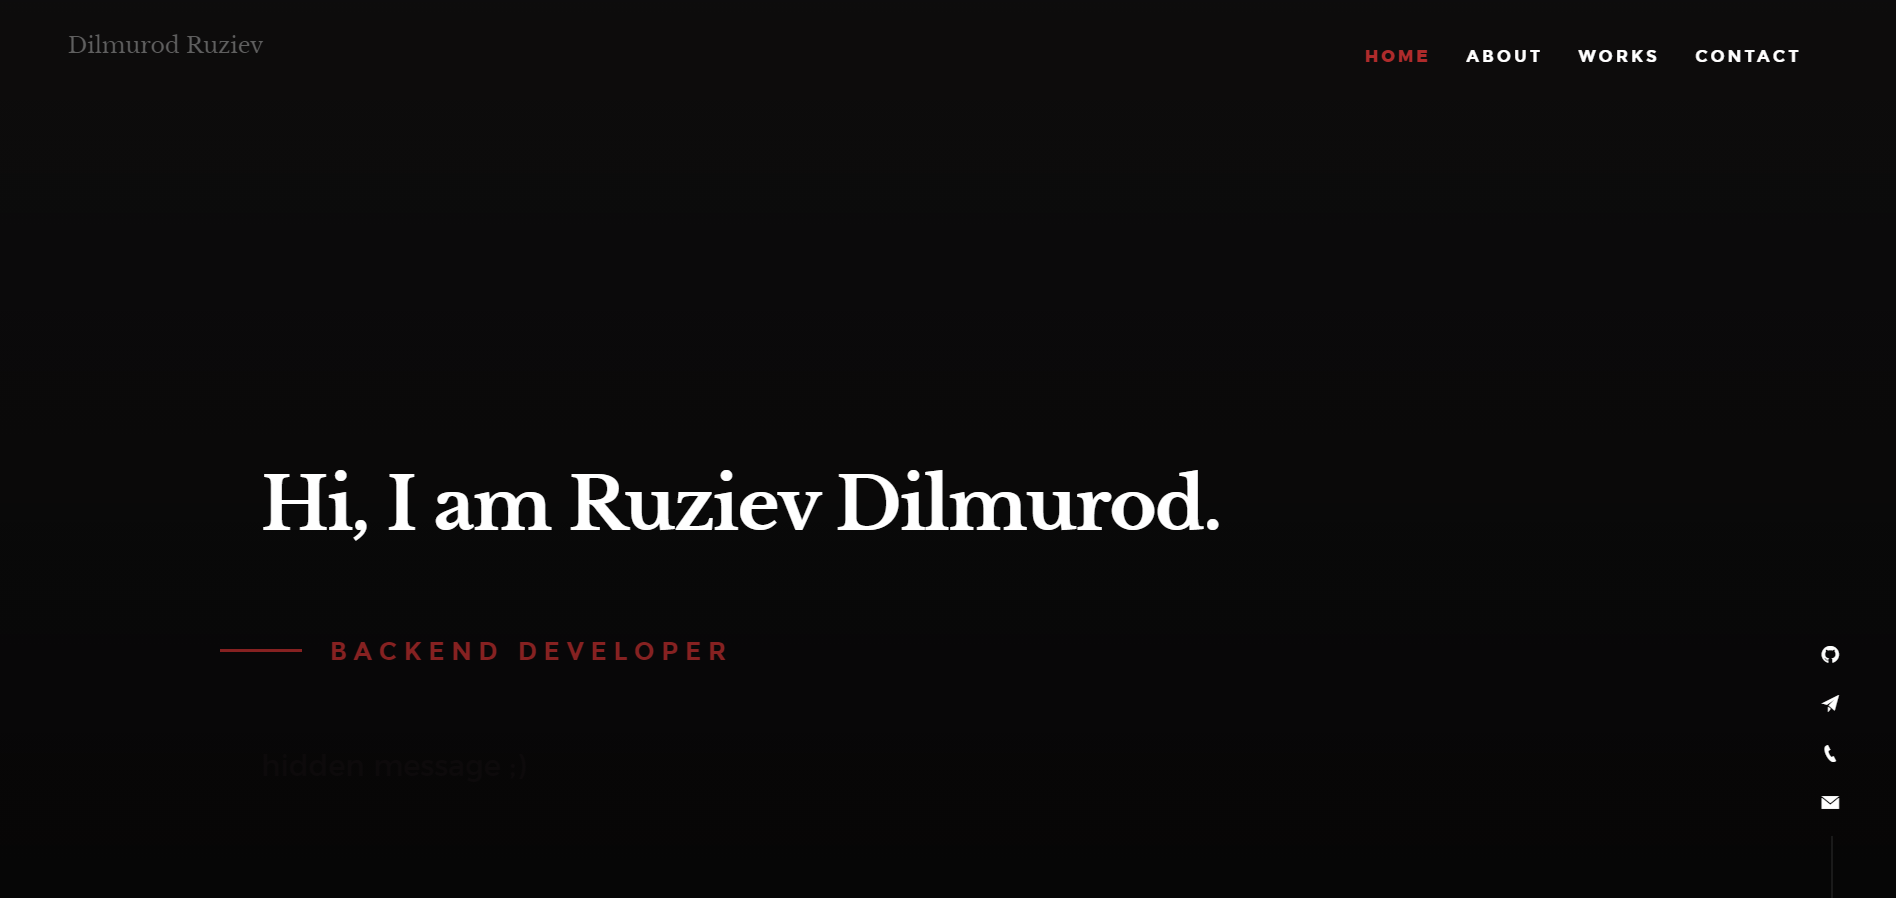 Dilmurod Ruziev
HOME ABOUT WORKS CONTACT
Hi, I am Ruziev Dilmurod.
BACKEND DEVELOPER
hidden message :)